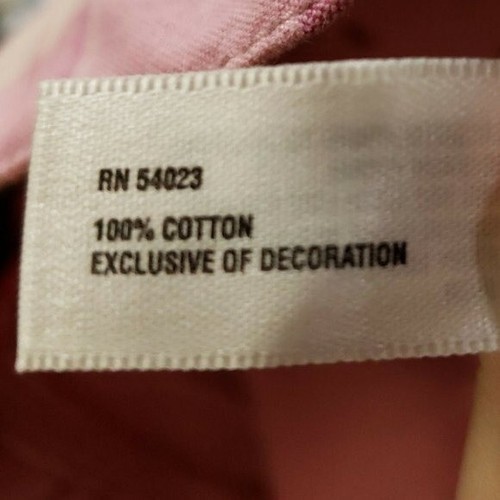 RN 54023
100% COTTON
EXCLUSIVE OF DECORATION